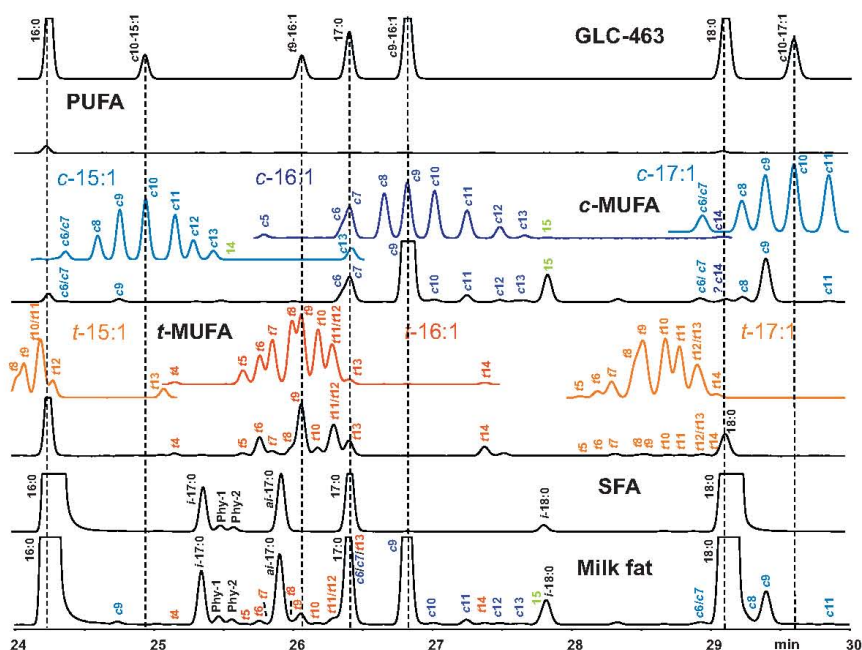 16:0 c10-15:1 t9-16:1 17:0 c9-16:1 GLC-463 18:0 c10-17:1
PUFA
c-15:1 c-16:1 c-17:1
c6/c7 c8 c9 c10 c11 c12 c13 14 c13
c5 c6 c7 c8 c9 c10 c11 c12 c13 15 c14
c6/c7 c8 c9 c10 c11
c-MUFA
c6/c7 c9 c6 c7 c9 c10 c11 c12 c13 15 c6/c7 ? c14 c8 c9 c11
t-15:1 t-MUFA t-16:1 t-17:1
t8 t9 t10/t11 t12 t13
t4 t5 t6 t7 t8 t9 t10 t11/t12 t13 t14
t5 t6 t7 t8 t9 t10 t11 t12/t13 t14
t4 t5 t6 t7 t8 t9 t10 t11/t12 t13 t14 t5 t6 t7 t8 t9 t10 t11 t12/t13 t14 18:0
16:0 i-17:0 Phy-1 Phy-2 ai-17:0 17:0 i-18:0 18:0
SFA
16:0 c9 t4 i-17:0 Phy-1 Phy-2 t5 t6 t7 ai-17:0 t8 t9 t10 t11/t12 17:0 c6/c7/t13 c9 c10 c11 t14 c12 c13 15 i-18:0 c6/c7 18:0 c8 c9 c11
Milk fat
24 25 26 27 28 29 min 30